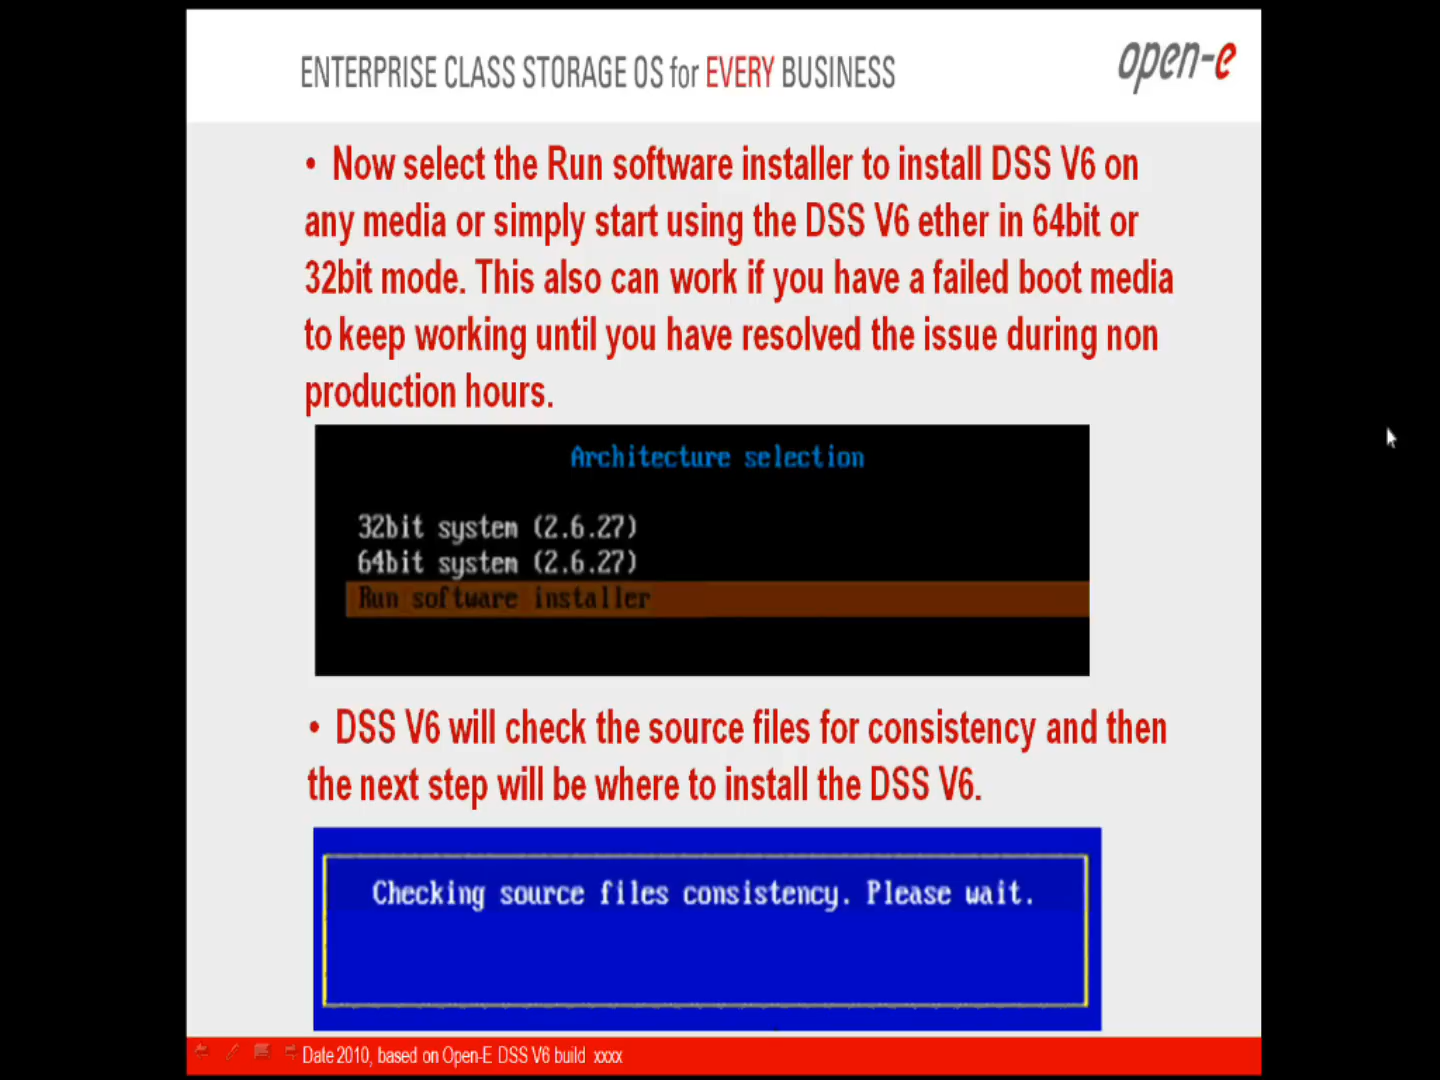 ENTERPRISE CLASS STORAGE OS for EVERY BUSINESS
open-e
• Now select the Run software installer to install DSS V6 on
any media or simply start using the DSS V6 ether in 64bit or
32bit mode. This also can work if you have a failed boot media
to keep working until you have resolved the issue during non
production hours.
Architecture selection
32bit system (2.6.27)
64bit system (2.6.27)
Run software installer
• DSS V6 will check the source files for consistency and then
the next step will be where to install the DSS V6.
Checking source files consistency. Please wait.
Date 2010, based on Open-E DSS V6 build xxxx